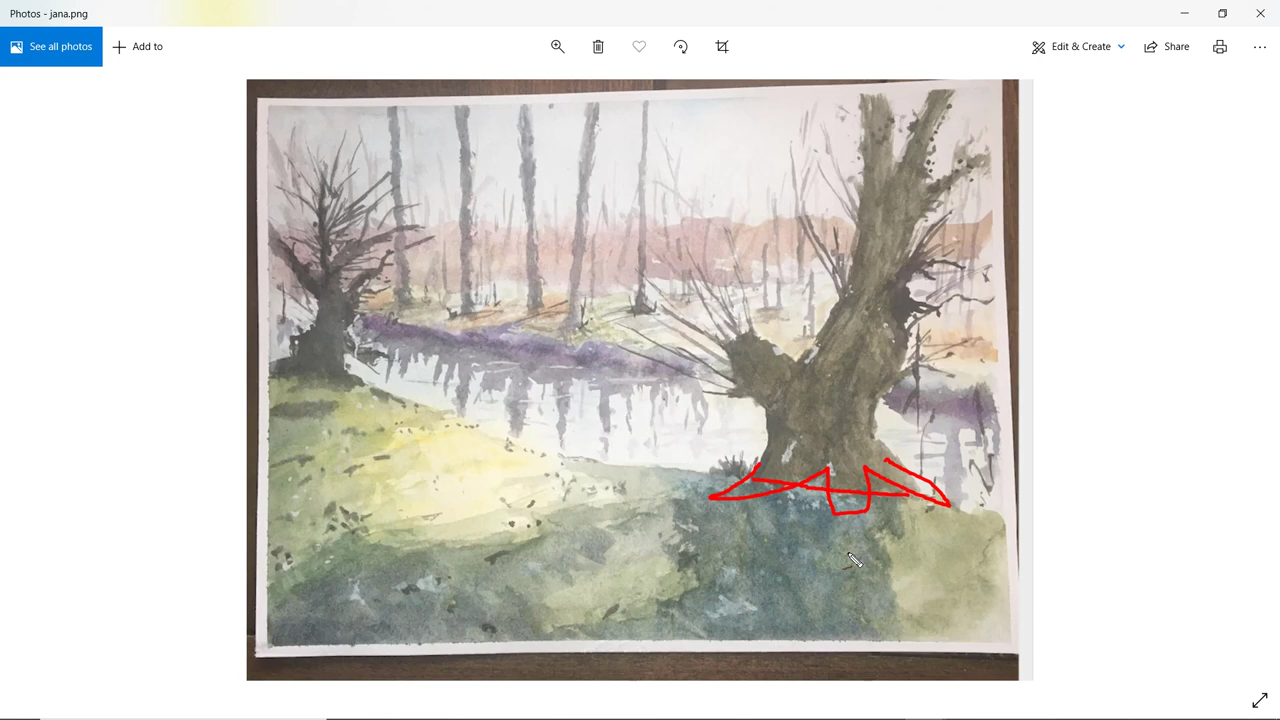 Photos - jana.png
See all photos
Add to
Edit & Create
Share